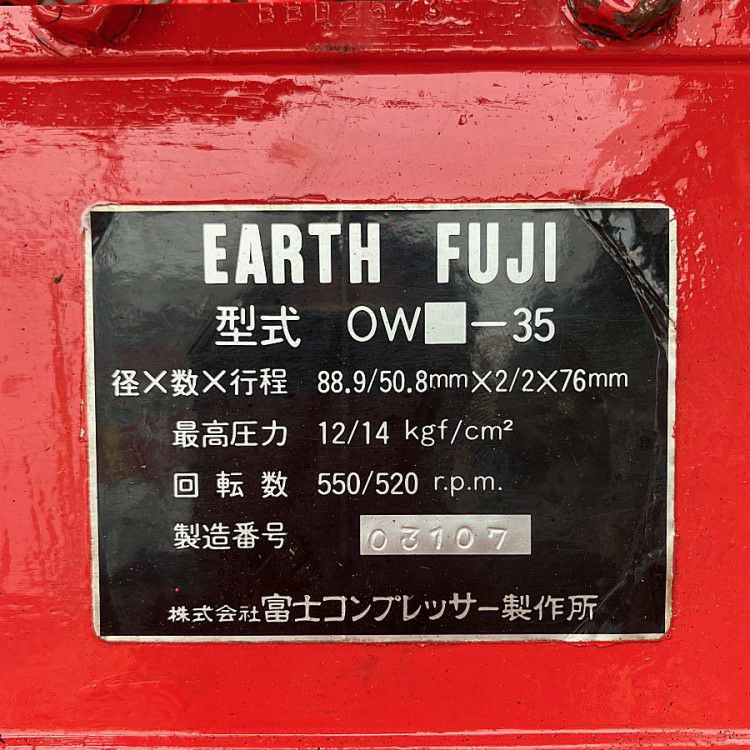 EARTH FUJI
型式 OW■-35
径×数×行程 88.9/50.8mm×2/2×76mm
最高圧力 12/14 kgf/cm²
回転数 550/520 r.p.m.
製造番号 03107
株式会社富士コンプレッサー製作所